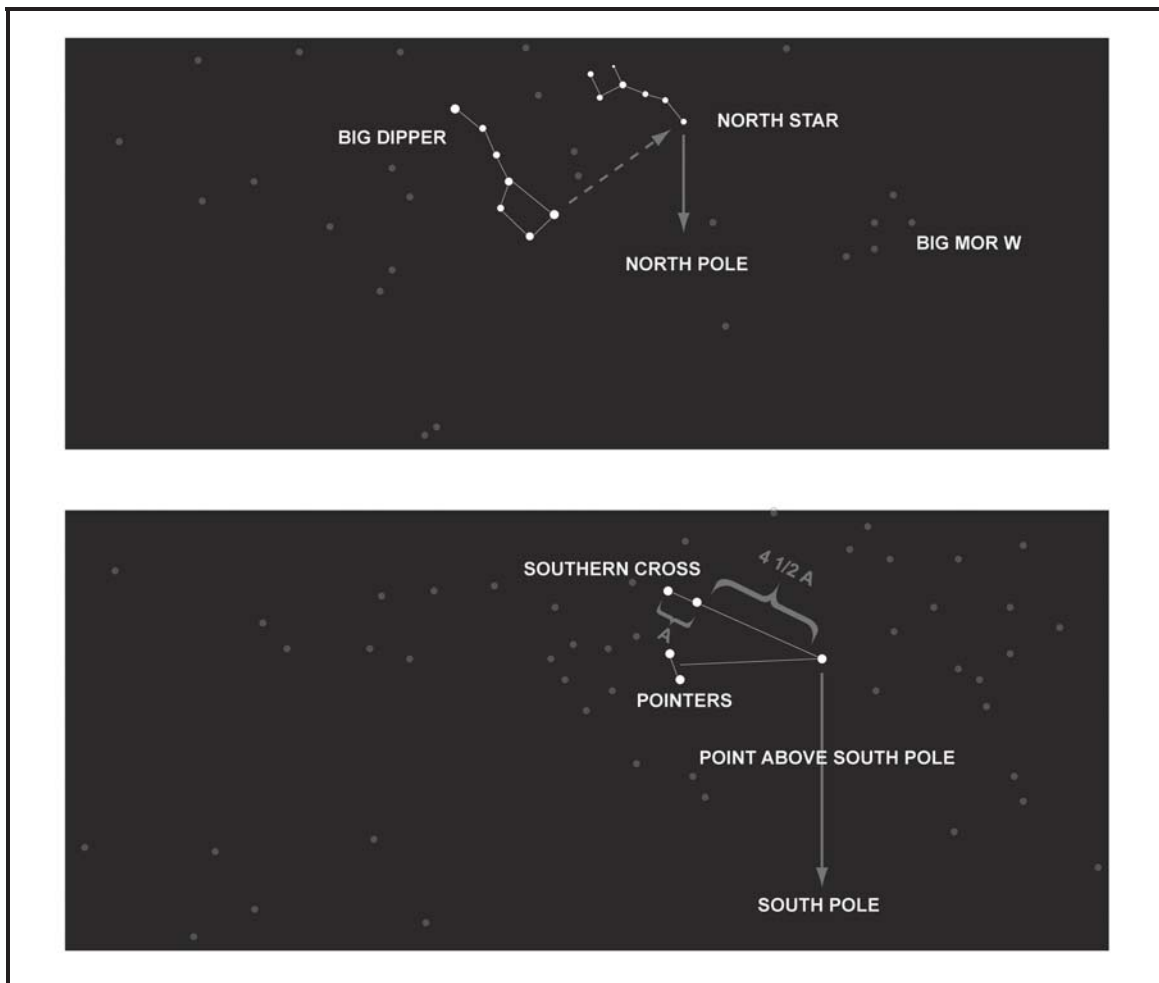 NORTH STAR
BIG DIPPER
BIG MOR W
NORTH POLE
4 1/2 A
SOUTHERN CROSS
A
POINTERS
POINT ABOVE SOUTH POLE
SOUTH POLE